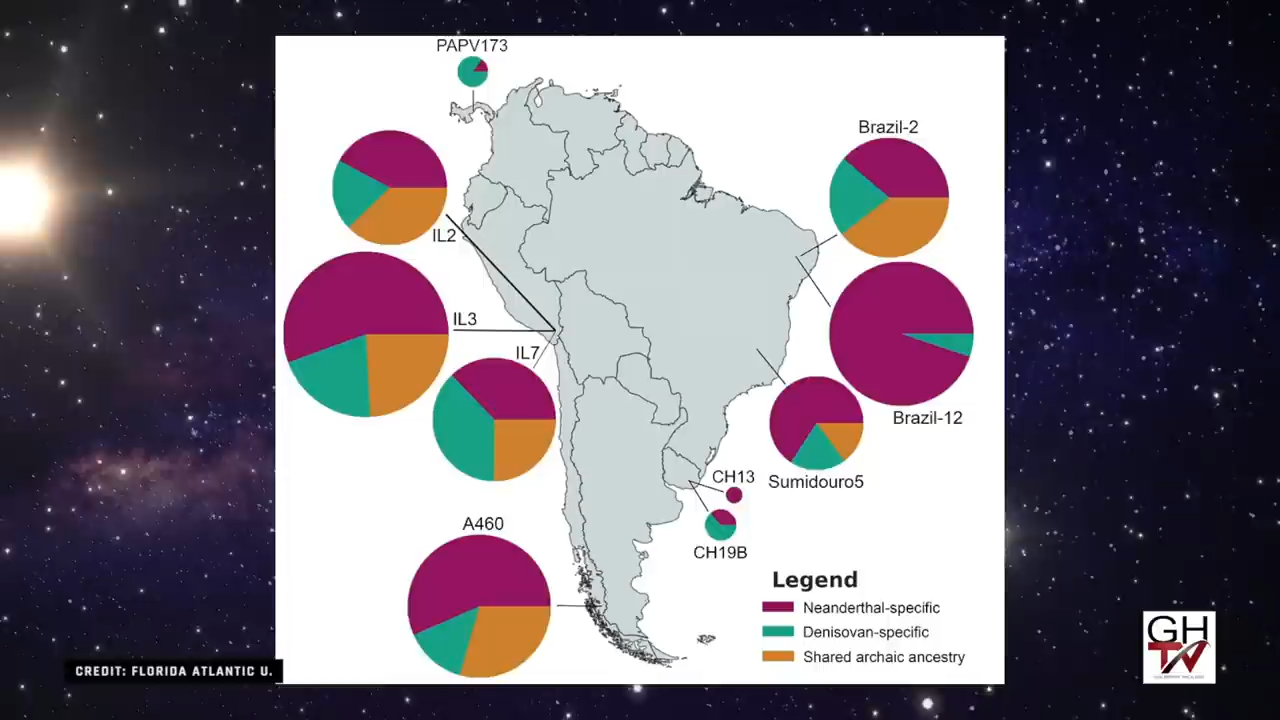 PAPV173
Brazil-2
IL2
IL3
IL7
Brazil-12
CH13
Sumidouro5
A460
CH19B
Legend
Neanderthal-specific
Denisovan-specific
Shared archaic ancestry
CREDIT: FLORIDA ATLANTIC U.
GH
TV